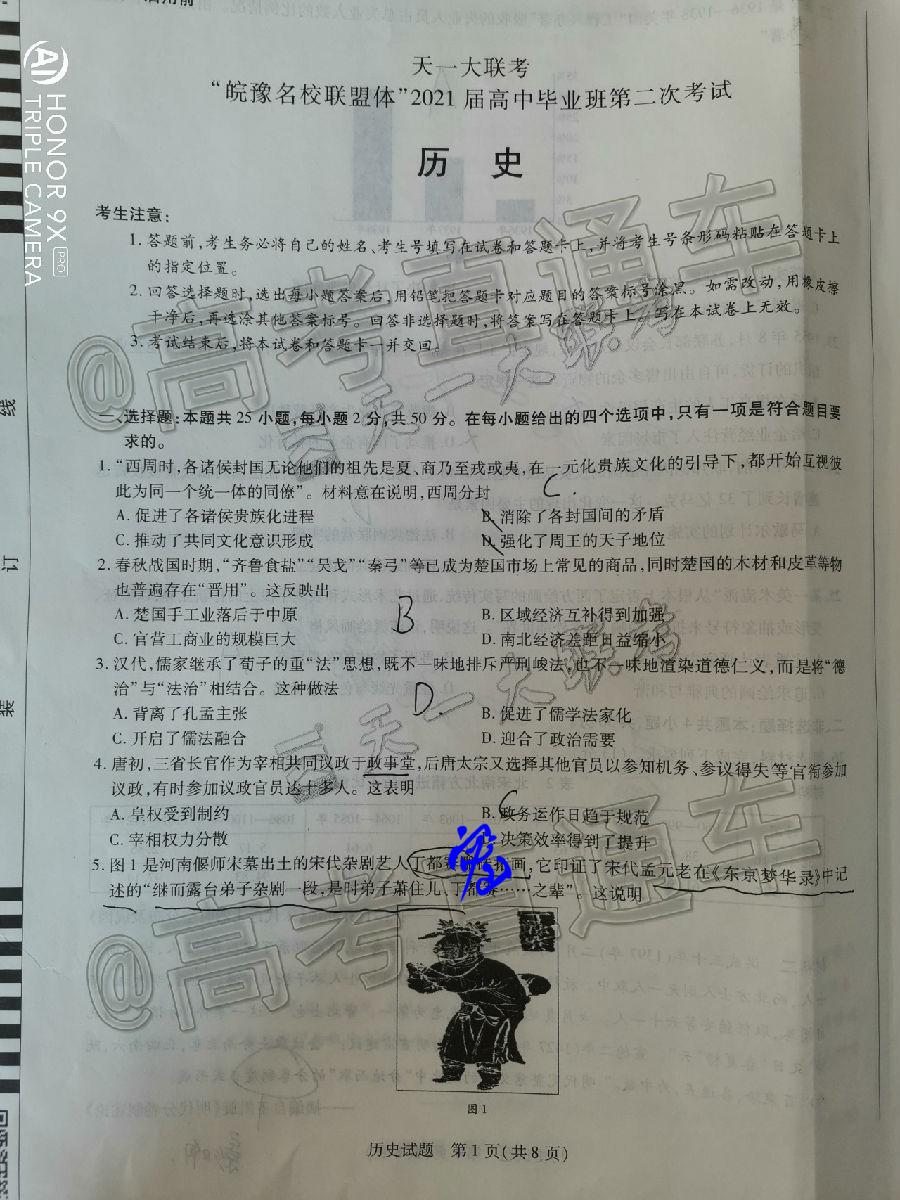 天一大联考
“皖豫名校联盟体”2021届高中毕业班第二次考试
历 史
考生注意：
1. 答题前，考生务必将自己的姓名、考生号填写在试卷和答题卡上，并将考生号条形码粘贴在答题卡上
的指定位置。
2. 回答选择题时，选出每小题答案后，用铅笔把答题卡对应题目的答案标号涂黑。如需改动，用橡皮擦
干净后，再选涂其他答案标号。回答非选择题时，将答案写在答题卡上。写在本试卷上无效。
3. 考试结束后，将本试卷和答题卡一并交回。
一、选择题：本题共25小题，每小题2分，共50分。在每小题给出的四个选项中，只有一项是符合题目要
求的。
1. “西周时，各诸侯封国无论他们的祖先是夏、商乃至戎或夷，在一元化贵族文化的引导下，都开始互视彼
此为同一个统一体的同僚”。材料意在说明，西周分封
C
A. 促进了各诸侯贵族化进程 B. 消除了各封国间的矛盾
C. 推动了共同文化意识形成 D. 强化了周王的天子地位
2. 春秋战国时期，“齐鲁食盐”“吴戈”“秦弓”等已成为楚国市场上常见的商品，同时楚国的木材和皮革等物
也普遍存在“晋用”。这反映出
B
A. 楚国手工业落后于中原 B. 区域经济互补得到加强
C. 官营工商业的规模巨大 D. 南北经济差距日益缩小
3. 汉代，儒家继承了荀子的重“法”思想，既不一味地排斥严刑峻法，也不一味地渲染道德仁义，而是将“德
治”与“法治”相结合。这种做法
D.
A. 背离了孔孟主张 B. 促进了儒学法家化
C. 开启了儒法融合 D. 迎合了政治需要
4. 唐初，三省长官作为宰相共同议政于政事堂，后唐太宗又选择其他官员以参知机务、参议得失等官衔参加
议政，有时参加议政官员达十多人。这表明
C
A. 皇权受到制约 B. 政务运作日趋于规范
C. 宰相权力分散 D. 决策效率得到了提升
5. 图1是河南偃师宋墓出土的宋代杂剧艺人丁都赛雕砖拓画，它印证了宋代孟元老在《东京梦华录》中记
述的“继而露台弟子杂剧一段，是时弟子萧住儿、丁都赛……之辈”。这说明
图1
历史试题 第1页(共8页)
线
订
装
HONOR 9X PRO
AI TRIPLE CAMERA
@高考直通车
天一大联考
天一大联考
@高考直通车